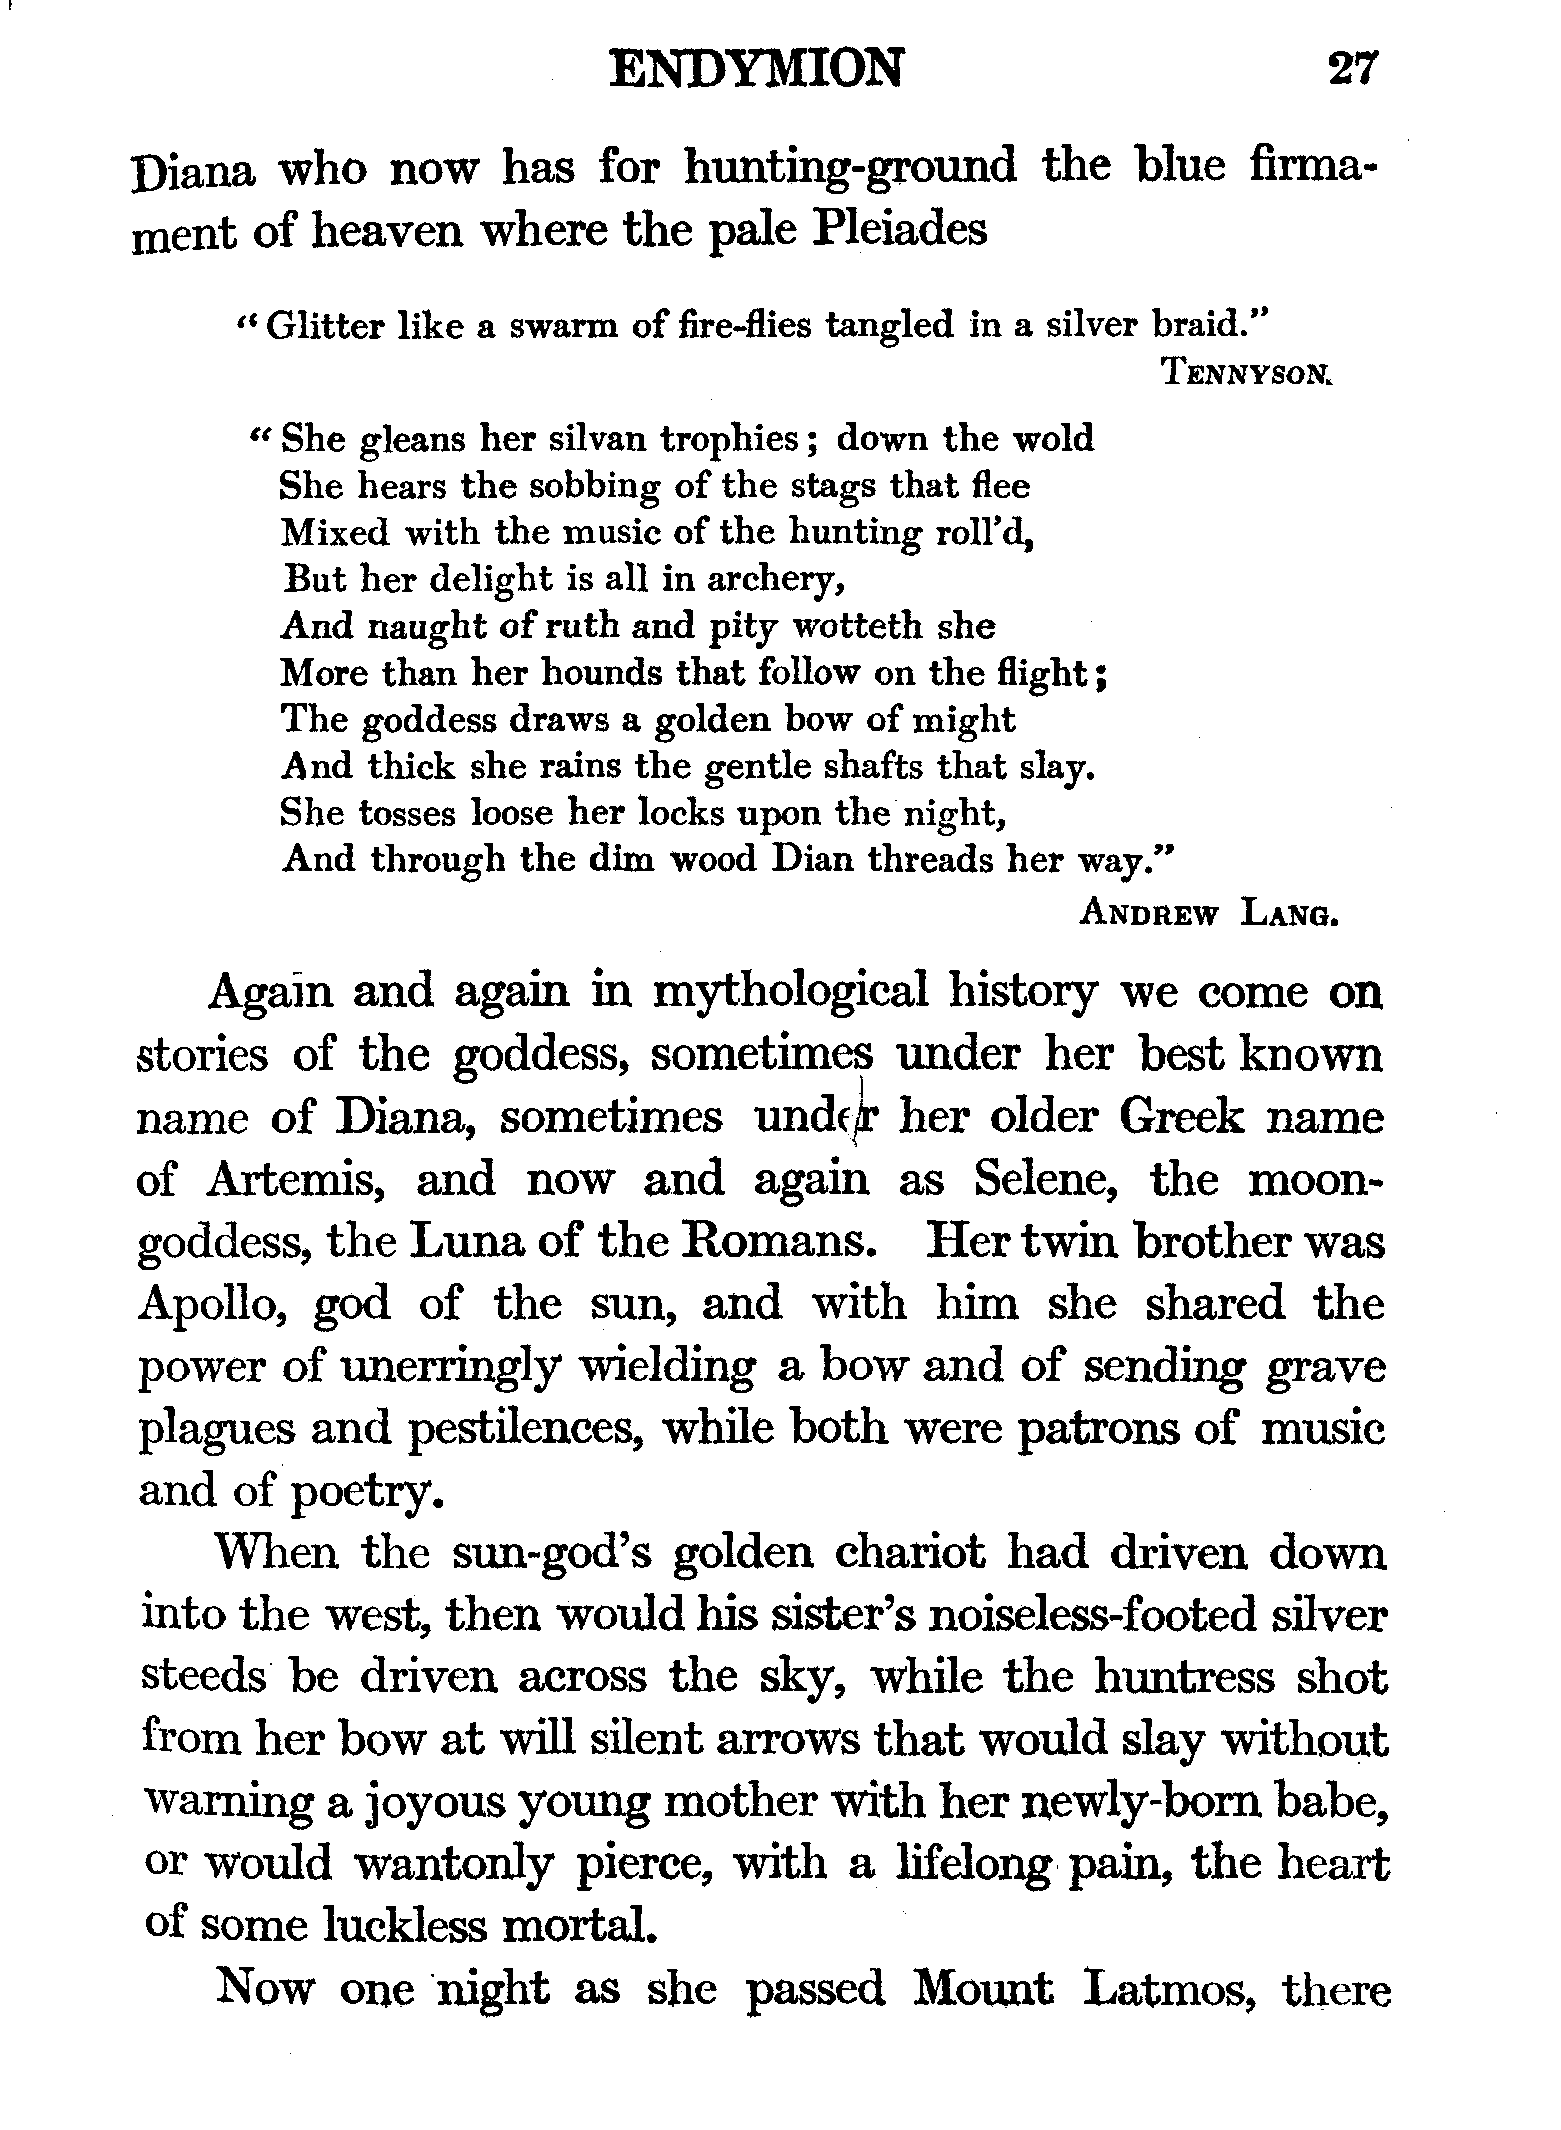 ENDYMION 27
Diana who now has for hunting-ground the blue firma-
ment of heaven where the pale Pleiades
“Glitter like a swarm of fire-flies tangled in a silver braid.”
TENNYSON.
“She gleans her silvan trophies; down the wold
She hears the sobbing of the stags that flee
Mixed with the music of the hunting roll’d,
But her delight is all in archery,
And naught of ruth and pity wotteth she
More than her hounds that follow on the flight;
The goddess draws a golden bow of might
And thick she rains the gentle shafts that slay.
She tosses loose her locks upon the night,
And through the dim wood Dian threads her way.”
ANDREW LANG.
Again and again in mythological history we come on
stories of the goddess, sometimes under her best known
name of Diana, sometimes under her older Greek name
of Artemis, and now and again as Selene, the moon-
goddess, the Luna of the Romans. Her twin brother was
Apollo, god of the sun, and with him she shared the
power of unerringly wielding a bow and of sending grave
plagues and pestilences, while both were patrons of music
and of poetry.
When the sun-god’s golden chariot had driven down
into the west, then would his sister’s noiseless-footed silver
steeds be driven across the sky, while the huntress shot
from her bow at will silent arrows that would slay without
warning a joyous young mother with her newly-born babe,
or would wantonly pierce, with a lifelong pain, the heart
of some luckless mortal.
Now one night as she passed Mount Latmos, there